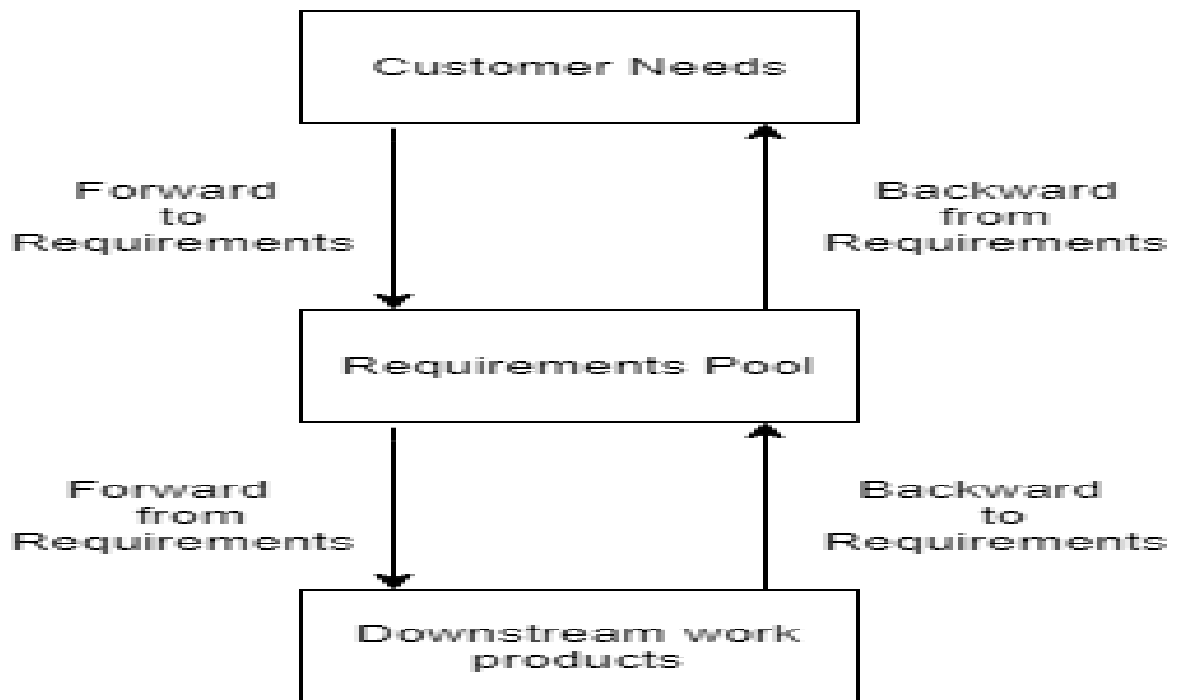 Customer Needs
Forward
to
Requirements
Backward
from
Requirements
Requirements Pool
Forward
from
Requirements
Backward
to
Requirements
Downstream work
products